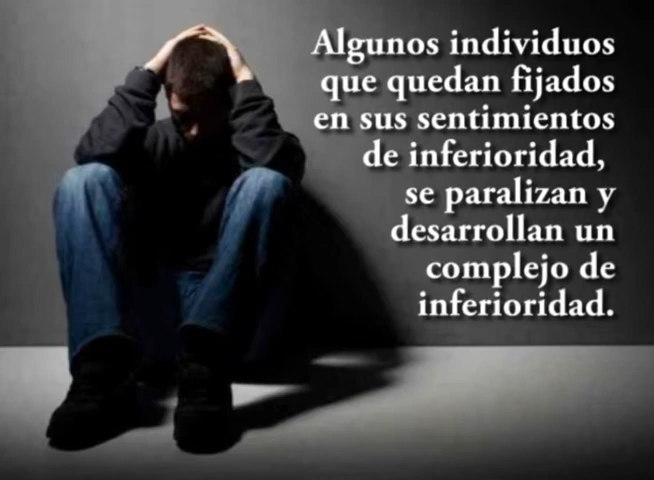 Algunos individuos
que quedan fijados
en sus sentimientos
de inferioridad,
se paralizan y
desarrollan un
complejo de
inferioridad.